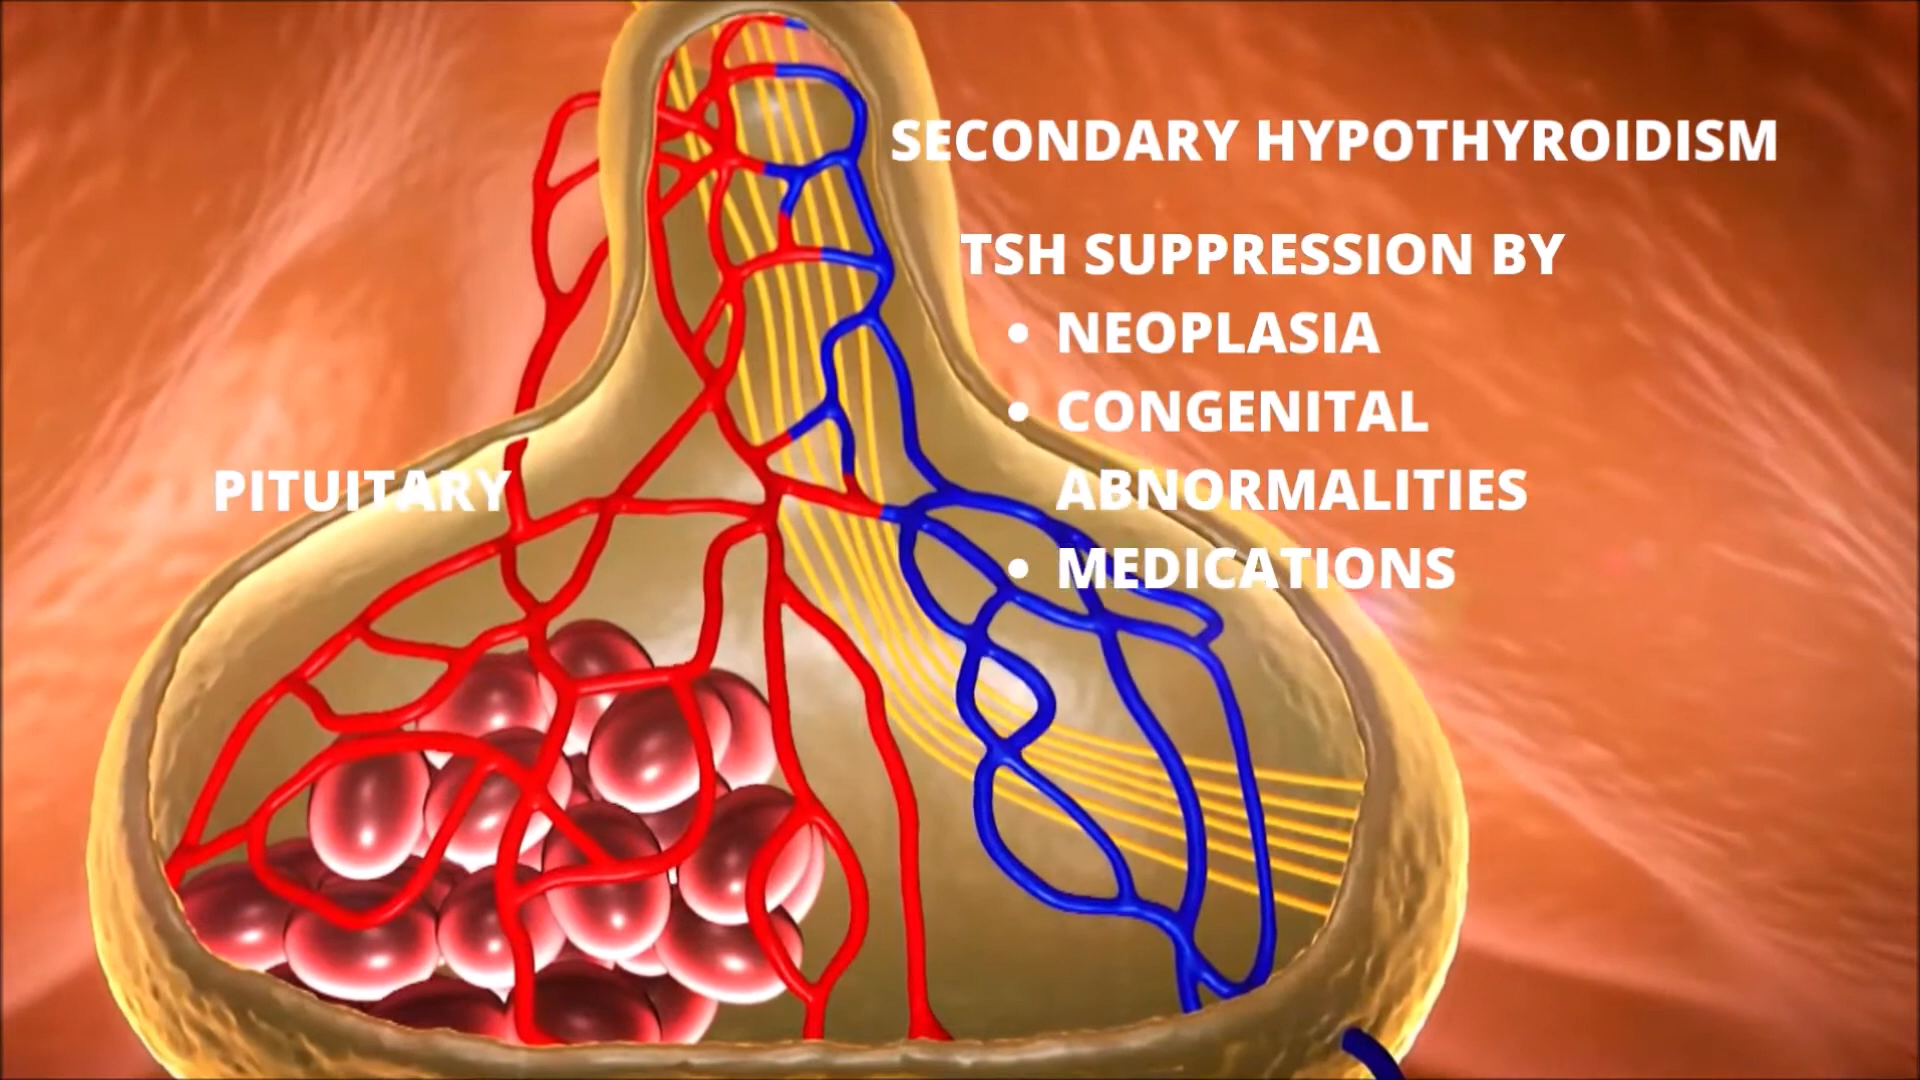 SECONDARY HYPOTHYROIDISM
TSH SUPPRESSION BY
• NEOPLASIA
• CONGENITAL
ABNORMALITIES
• MEDICATIONS
PITUITARY